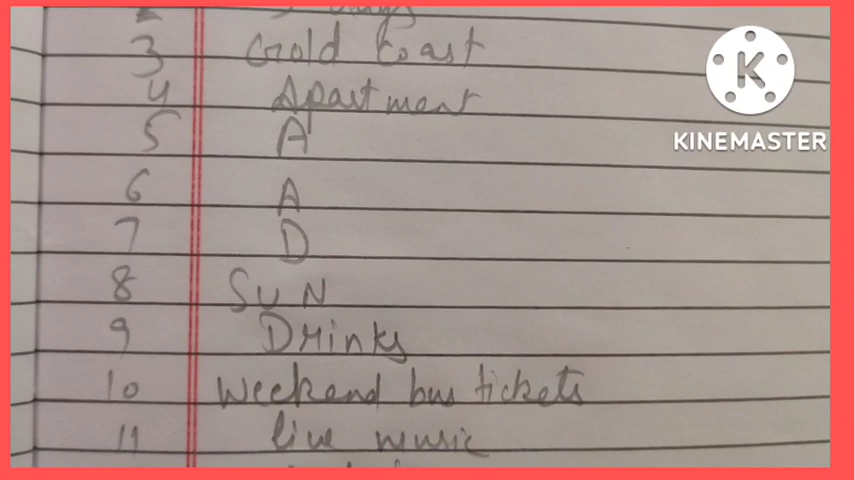 3 Gold Coast
4 Apartment
5 A
6 A
7 D
8 SUN
9 Drinks
10 Weekend bus tickets
11 live music
K
KINEMASTER